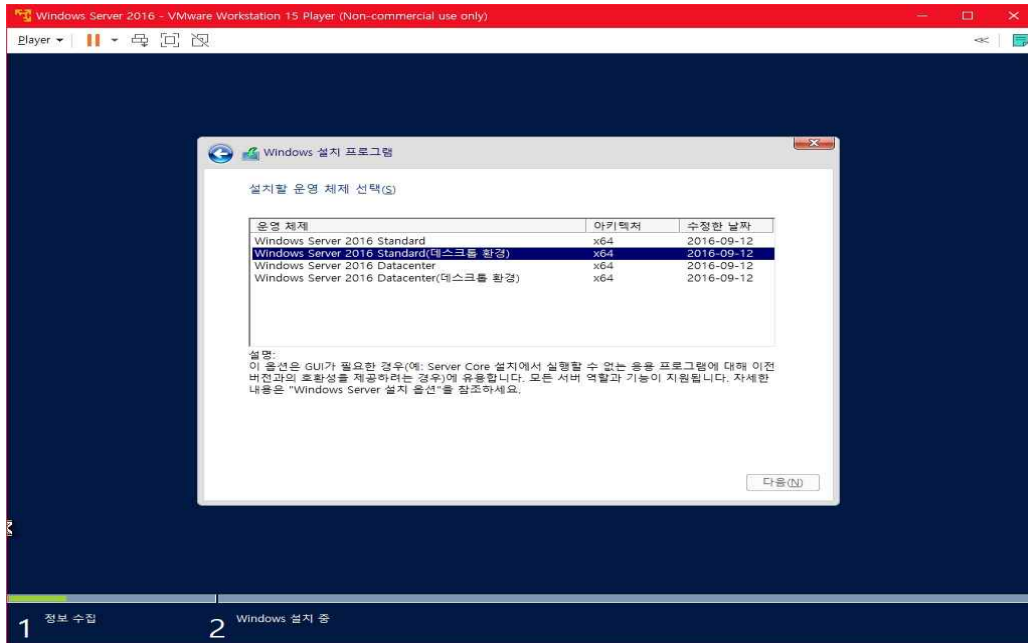 Windows Server 2016 - VMware Workstation 15 Player (Non-commercial use only)
Player
Windows 설치 프로그램
설치할 운영 체제 선택(S)
운영 체제 아키텍처 수정한 날짜
Windows Server 2016 Standard x64 2016-09-12
Windows Server 2016 Standard(데스크톱 환경) x64 2016-09-12
Windows Server 2016 Datacenter x64 2016-09-12
Windows Server 2016 Datacenter(데스크톱 환경) x64 2016-09-12
설명:
이 옵션은 GUI가 필요한 경우(예: Server Core 설치에서 실행할 수 없는 응용 프로그램에 대해 이전
버전과의 호환성을 제공하려는 경우)에 유용합니다. 모든 서버 역할과 기능이 지원됩니다. 자세한
내용은 "Windows Server 설치 옵션"을 참조하세요.
다음(N)
1 정보 수집 2 Windows 설치 중